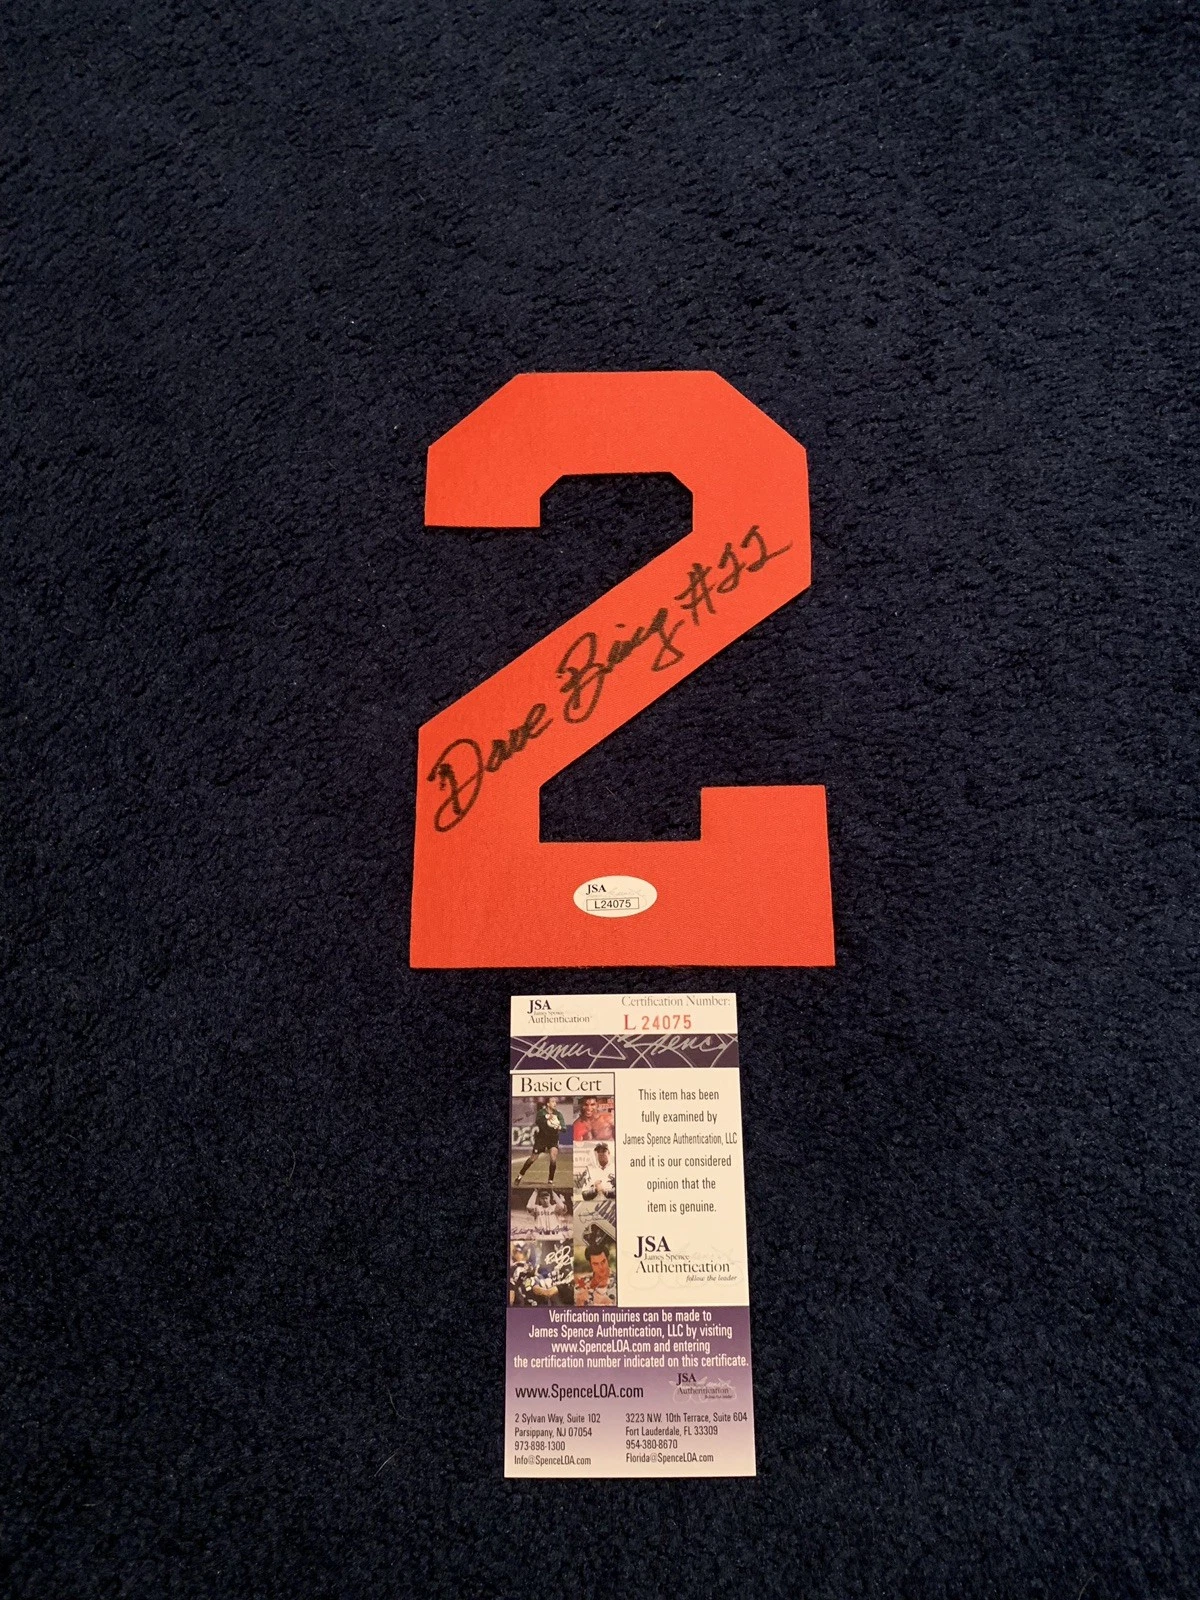 2
Dave Bing #22
JSA
L24075
JSA
James Spence
Authentication
Certification Number:
L 24075
Basic Cert
This item has been
fully examined by
James Spence Authentication, LLC
and it is our considered
opinion that the
item is genuine.
JSA
James Spence
Authentication
follow the leader
Verification inquiries can be made to
James Spence Authentication, LLC by visiting
www.SpenceLOA.com and entering
the certification number indicated on this certificate.
www.SpenceLOA.com
JSA
Authentication
2 Sylvan Way, Suite 102
Parsippany, NJ 07054
973-898-1300
Info@SpenceLOA.com
3223 N.W. 10th Terrace, Suite 604
Fort Lauderdale, FL 33309
954-380-8670
Florida@SpenceLOA.com